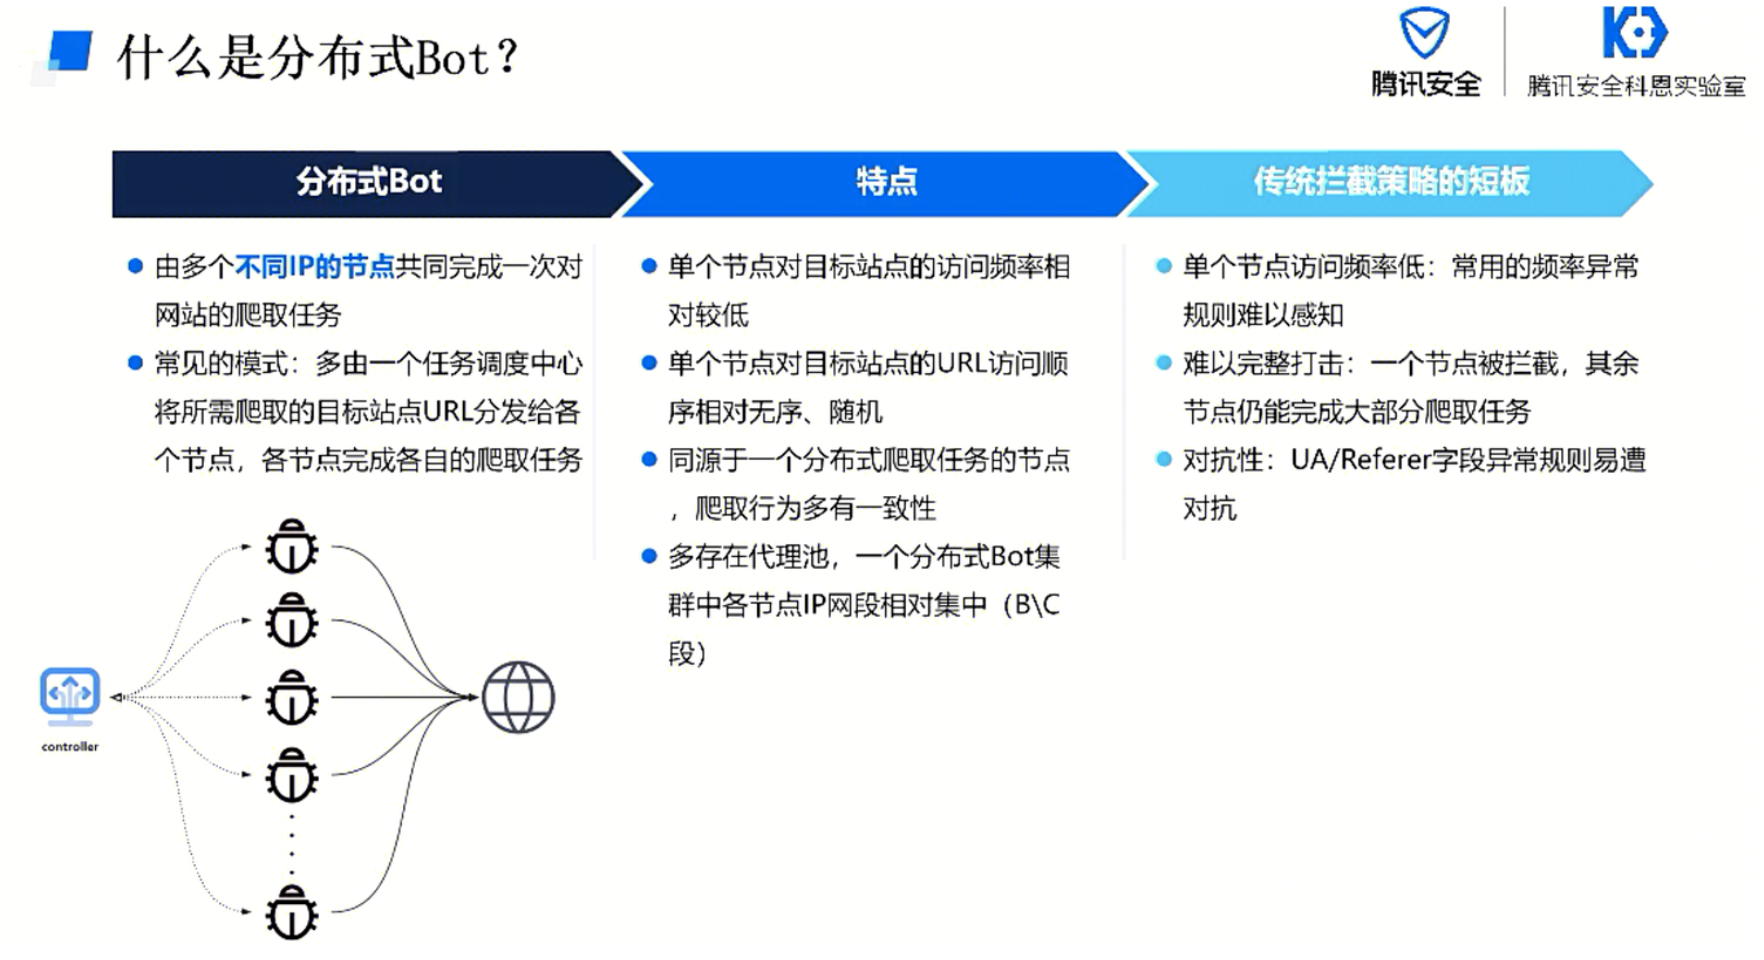 什么是分布式Bot？
腾讯安全
腾讯安全科恩实验室
分布式Bot
特点
传统拦截策略的短板
由多个不同IP的节点共同完成一次对
网站的爬取任务
常见的模式：多由一个任务调度中心
将所需爬取的目标站点URL分发给各
个节点，各节点完成各自的爬取任务
controller
单个节点对目标站点的访问频率相
对较低
单个节点对目标站点的URL访问顺
序相对无序、随机
同源于一个分布式爬取任务的节点
，爬取行为多有一致性
多存在代理池，一个分布式Bot集
群中各节点IP网段相对集中（B\C
段）
单个节点访问频率低：常用的频率异常
规则难以感知
难以完整打击：一个节点被拦截，其余
节点仍能完成大部分爬取任务
对抗性：UA/Referer字段异常规则易遭
对抗